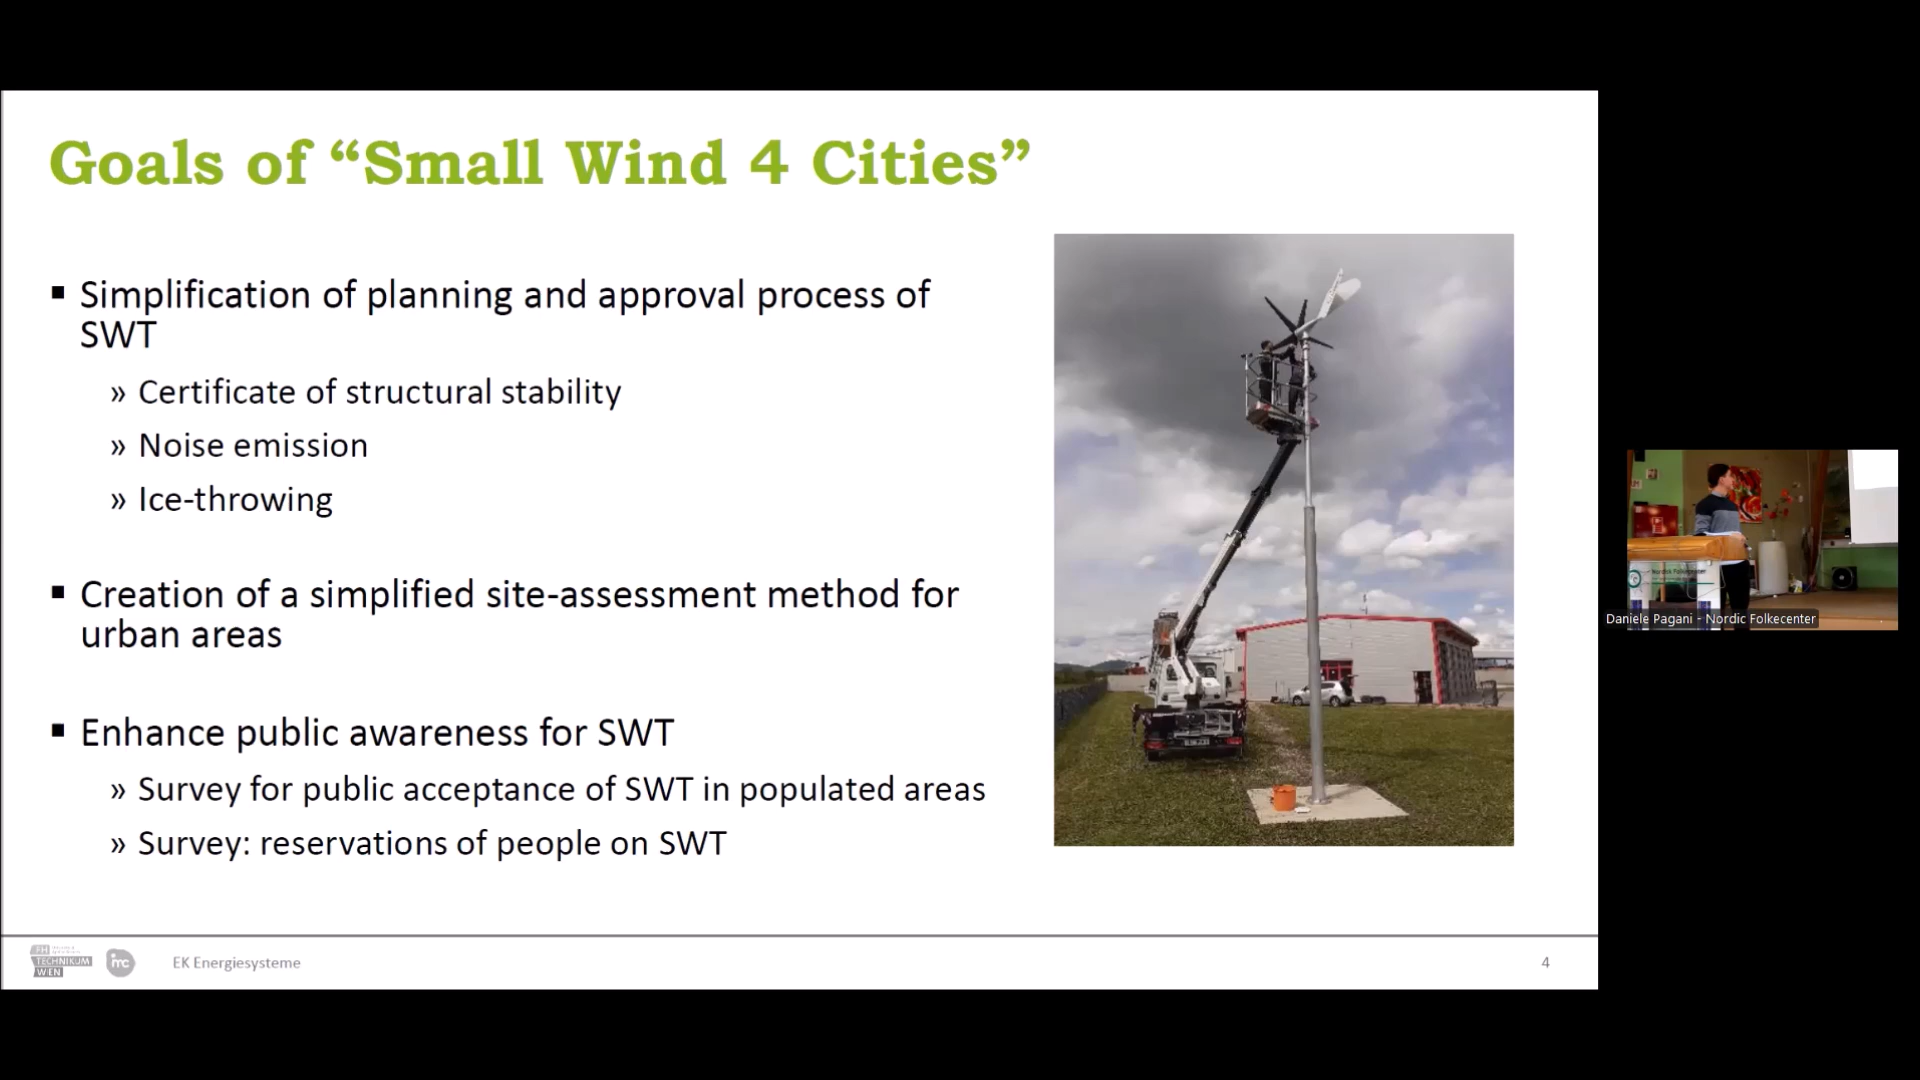 Goals of “Small Wind 4 Cities”
▪ Simplification of planning and approval process of
SWT
» Certificate of structural stability
» Noise emission
» Ice-throwing
▪ Creation of a simplified site-assessment method for
urban areas
▪ Enhance public awareness for SWT
» Survey for public acceptance of SWT in populated areas
» Survey: reservations of people on SWT
FH
TECHNIKUM
WIEN
EK Energiesysteme
4
Nordic Folkecenter
Daniele Pagani - Nordic Folkecenter